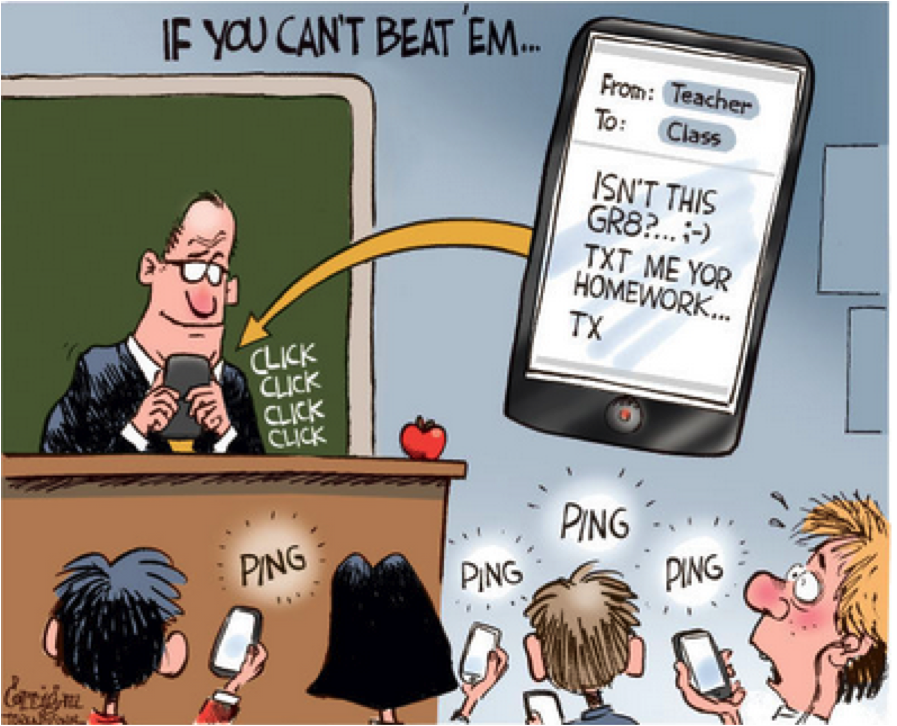 IF YOU CAN'T BEAT 'EM...
From: Teacher
To: Class
ISN'T THIS
GR8?... ;-)
TXT ME YOR
HOMEWORK...
TX
CLICK
CLICK
CLICK
CLICK
PING
PING
PING
PING